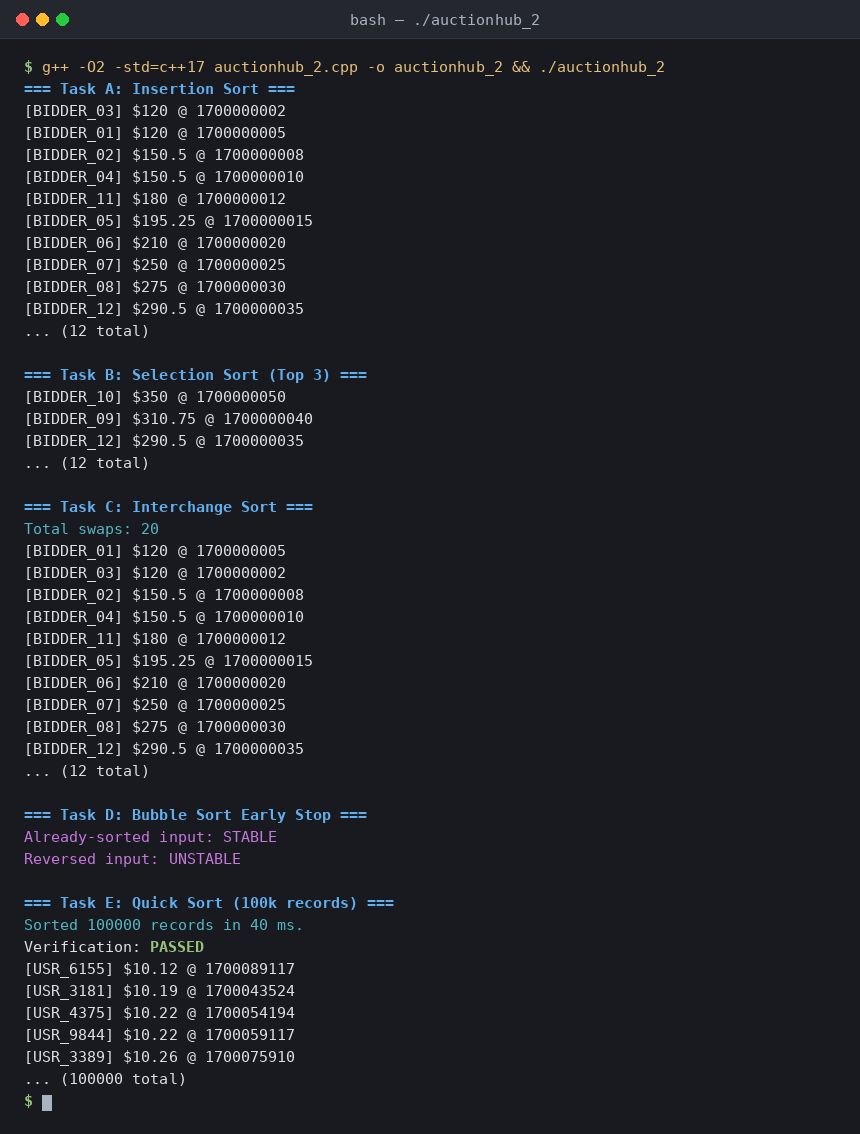 bash — ./auctionhub_2
$ g++ -O2 -std=c++17 auctionhub_2.cpp -o auctionhub_2 && ./auctionhub_2
=== Task A: Insertion Sort ===
[BIDDER_03] $120 @ 1700000002
[BIDDER_01] $120 @ 1700000005
[BIDDER_02] $150.5 @ 1700000008
[BIDDER_04] $150.5 @ 1700000010
[BIDDER_11] $180 @ 1700000012
[BIDDER_05] $195.25 @ 1700000015
[BIDDER_06] $210 @ 1700000020
[BIDDER_07] $250 @ 1700000025
[BIDDER_08] $275 @ 1700000030
[BIDDER_12] $290.5 @ 1700000035
... (12 total)
=== Task B: Selection Sort (Top 3) ===
[BIDDER_10] $350 @ 1700000050
[BIDDER_09] $310.75 @ 1700000040
[BIDDER_12] $290.5 @ 1700000035
... (12 total)
=== Task C: Interchange Sort ===
Total swaps: 20
[BIDDER_01] $120 @ 1700000005
[BIDDER_03] $120 @ 1700000002
[BIDDER_02] $150.5 @ 1700000008
[BIDDER_04] $150.5 @ 1700000010
[BIDDER_11] $180 @ 1700000012
[BIDDER_05] $195.25 @ 1700000015
[BIDDER_06] $210 @ 1700000020
[BIDDER_07] $250 @ 1700000025
[BIDDER_08] $275 @ 1700000030
[BIDDER_12] $290.5 @ 1700000035
... (12 total)
=== Task D: Bubble Sort Early Stop ===
Already-sorted input: STABLE
Reversed input: UNSTABLE
=== Task E: Quick Sort (100k records) ===
Sorted 100000 records in 40 ms.
Verification: PASSED
[USR_6155] $10.12 @ 1700089117
[USR_3181] $10.19 @ 1700043524
[USR_4375] $10.22 @ 1700054194
[USR_9844] $10.22 @ 1700059117
[USR_3389] $10.26 @ 1700075910
... (100000 total)
$